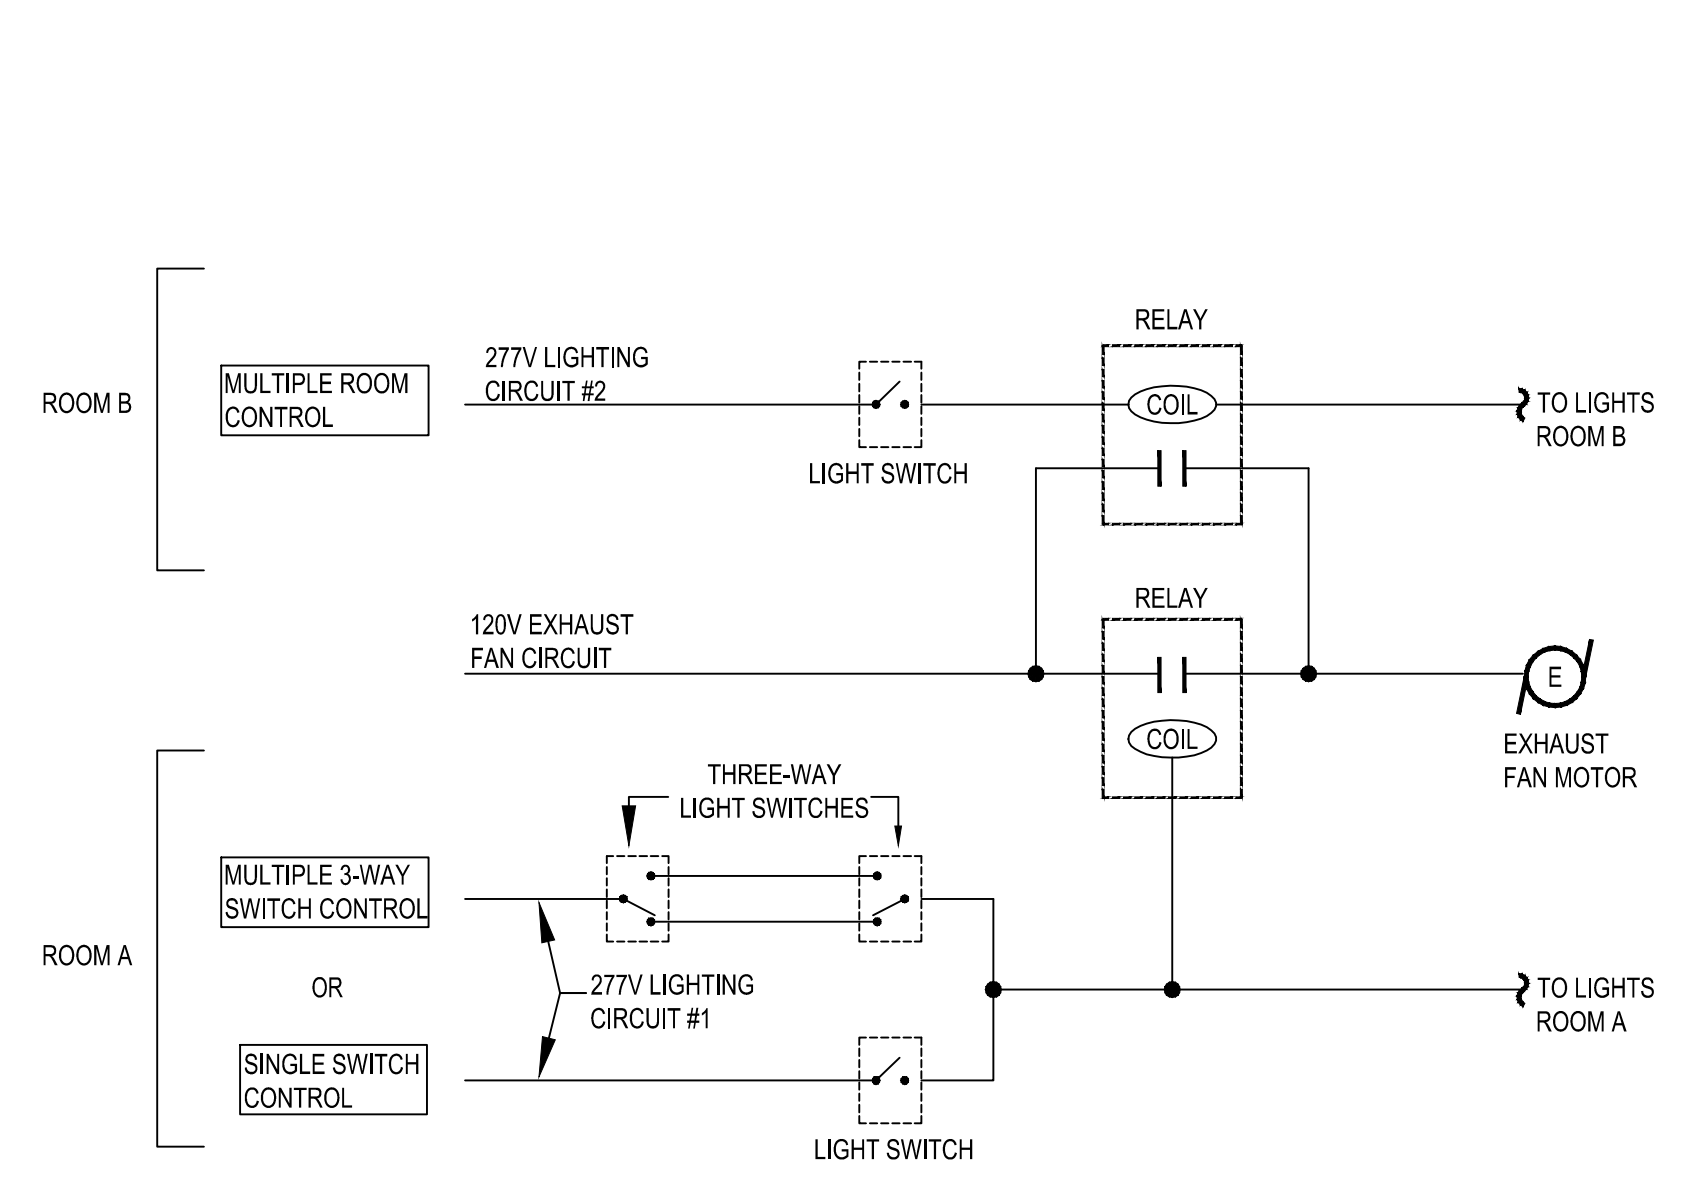 RELAY
277V LIGHTING
CIRCUIT #2
ROOM B
MULTIPLE ROOM
CONTROL
COIL
TO LIGHTS
ROOM B
LIGHT SWITCH
RELAY
120V EXHAUST
FAN CIRCUIT
E
COIL
EXHAUST
FAN MOTOR
THREE-WAY
LIGHT SWITCHES
MULTIPLE 3-WAY
SWITCH CONTROL
ROOM A
OR
277V LIGHTING
CIRCUIT #1
TO LIGHTS
ROOM A
SINGLE SWITCH
CONTROL
LIGHT SWITCH